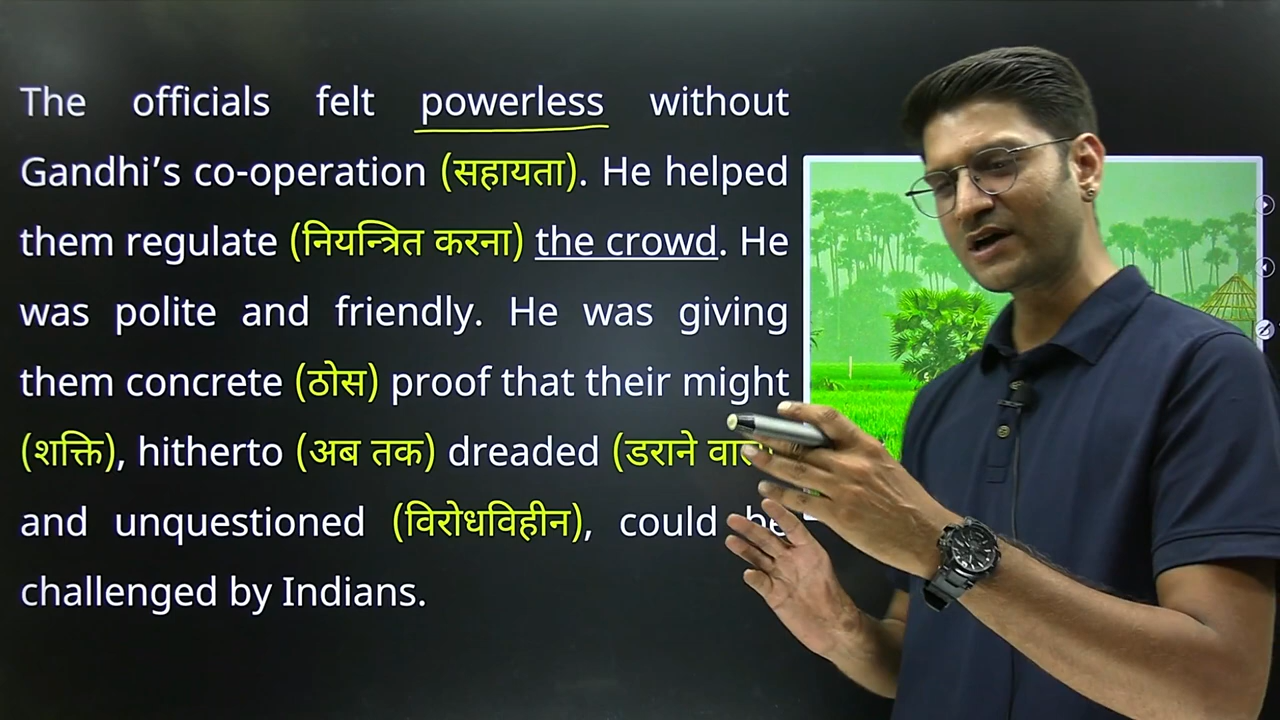 The officials felt powerless without
Gandhi’s co-operation (सहायता). He helped
them regulate (नियन्त्रित करना) the crowd. He
was polite and friendly. He was giving
them concrete (ठोस) proof that their might
(शक्ति), hitherto (अब तक) dreaded (डराने
and unquestioned (विरोधविहीन), could be
challenged by Indians.